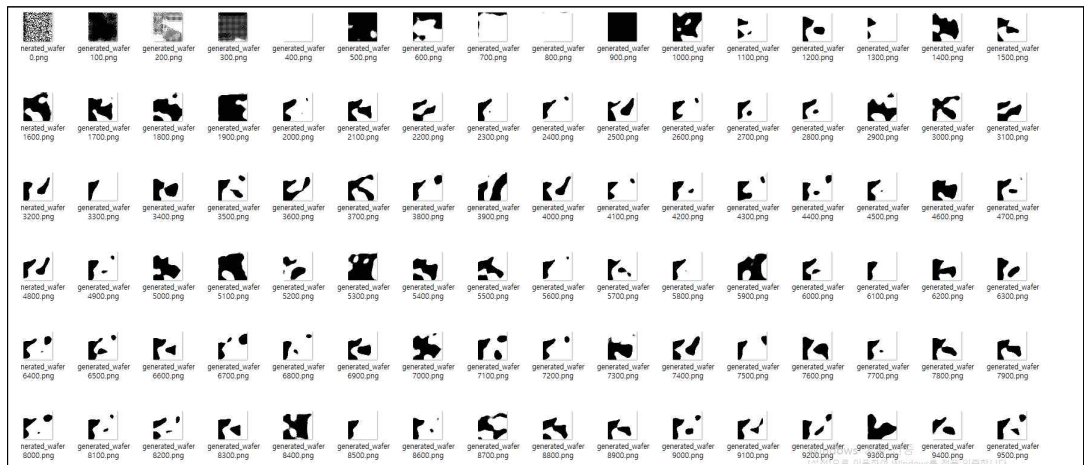 nerated_wafer generated_wafer generated_wafer generated_wafer generated_wafer generated_wafer generated_wafer generated_wafer generated_wafer generated_wafer generated_wafer generated_wafer generated_wafer generated_wafer generated_wafer generated_wafer
0.png 100.png 200.png 300.png 400.png 500.png 600.png 700.png 800.png 900.png 1000.png 1100.png 1200.png 1300.png 1400.png 1500.png
nerated_wafer generated_wafer generated_wafer generated_wafer generated_wafer generated_wafer generated_wafer generated_wafer generated_wafer generated_wafer generated_wafer generated_wafer generated_wafer generated_wafer generated_wafer generated_wafer
1600.png 1700.png 1800.png 1900.png 2000.png 2100.png 2200.png 2300.png 2400.png 2500.png 2600.png 2700.png 2800.png 2900.png 3000.png 3100.png
nerated_wafer generated_wafer generated_wafer generated_wafer generated_wafer generated_wafer generated_wafer generated_wafer generated_wafer generated_wafer generated_wafer generated_wafer generated_wafer generated_wafer generated_wafer generated_wafer
3200.png 3300.png 3400.png 3500.png 3600.png 3700.png 3800.png 3900.png 4000.png 4100.png 4200.png 4300.png 4400.png 4500.png 4600.png 4700.png
nerated_wafer generated_wafer generated_wafer generated_wafer generated_wafer generated_wafer generated_wafer generated_wafer generated_wafer generated_wafer generated_wafer generated_wafer generated_wafer generated_wafer generated_wafer generated_wafer
4800.png 4900.png 5000.png 5100.png 5200.png 5300.png 5400.png 5500.png 5600.png 5700.png 5800.png 5900.png 6000.png 6100.png 6200.png 6300.png
nerated_wafer generated_wafer generated_wafer generated_wafer generated_wafer generated_wafer generated_wafer generated_wafer generated_wafer generated_wafer generated_wafer generated_wafer generated_wafer generated_wafer generated_wafer generated_wafer
6400.png 6500.png 6600.png 6700.png 6800.png 6900.png 7000.png 7100.png 7200.png 7300.png 7400.png 7500.png 7600.png 7700.png 7800.png 7900.png
nerated_wafer generated_wafer generated_wafer generated_wafer generated_wafer generated_wafer generated_wafer generated_wafer generated_wafer generated_wafer generated_wafer generated_wafer generated_wafer generated_wafer generated_wafer generated_wafer
8000.png 8100.png 8200.png 8300.png 8400.png 8500.png 8600.png 8700.png 8800.png 8900.png 9000.png 9100.png 9200.png 9300.png 9400.png 9500.png